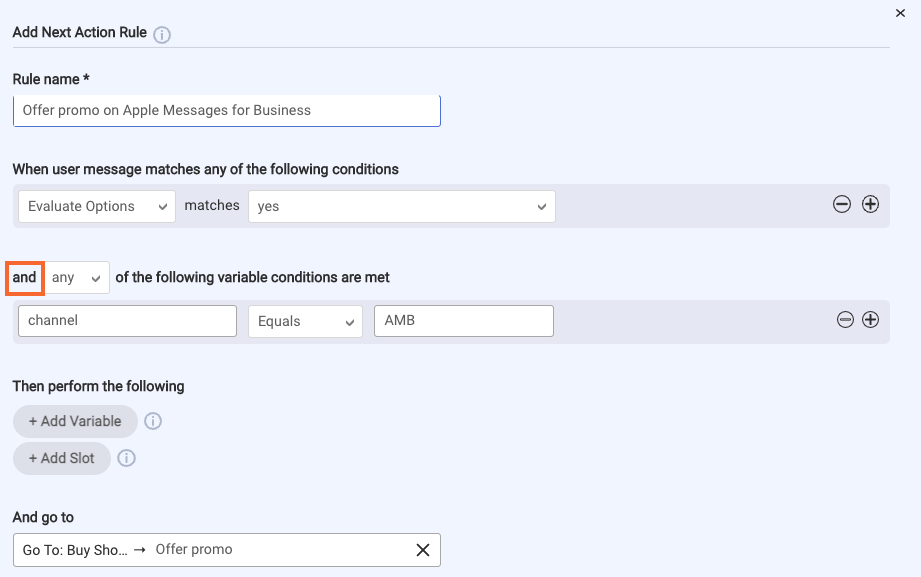 Add Next Action Rule
Rule name *
Offer promo on Apple Messages for Business
When user message matches any of the following conditions
Evaluate Options matches yes
and any of the following variable conditions are met
channel Equals AMB
Then perform the following
+ Add Variable
+ Add Slot
And go to
Go To: Buy Sho... → Offer promo